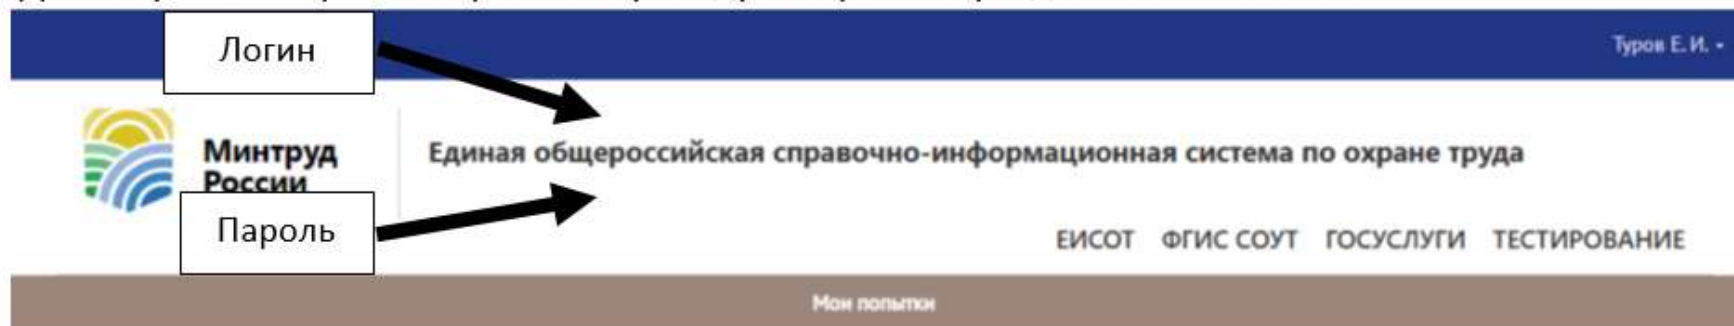 Логин
Туров Е. И.
Минтруд
России
Единая общероссийская справочно-информационная система по охране труда
Пароль
ЕИСОТ ФГИС СОУТ ГОСУСЛУГИ ТЕСТИРОВАНИЕ
Мои попытки